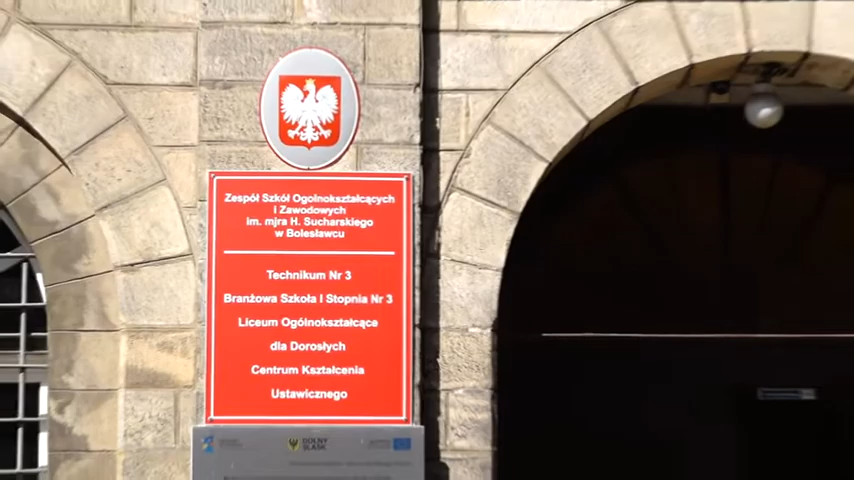 Zespół Szkół Ogólnokształcących
i Zawodowych
im. mjra H. Sucharskiego
w Bolesławcu
Technikum Nr 3
Branżowa Szkoła I Stopnia Nr 3
Liceum Ogólnokształcące
dla Dorosłych
Centrum Kształcenia
Ustawicznego
DOLNY
ŚLĄSK